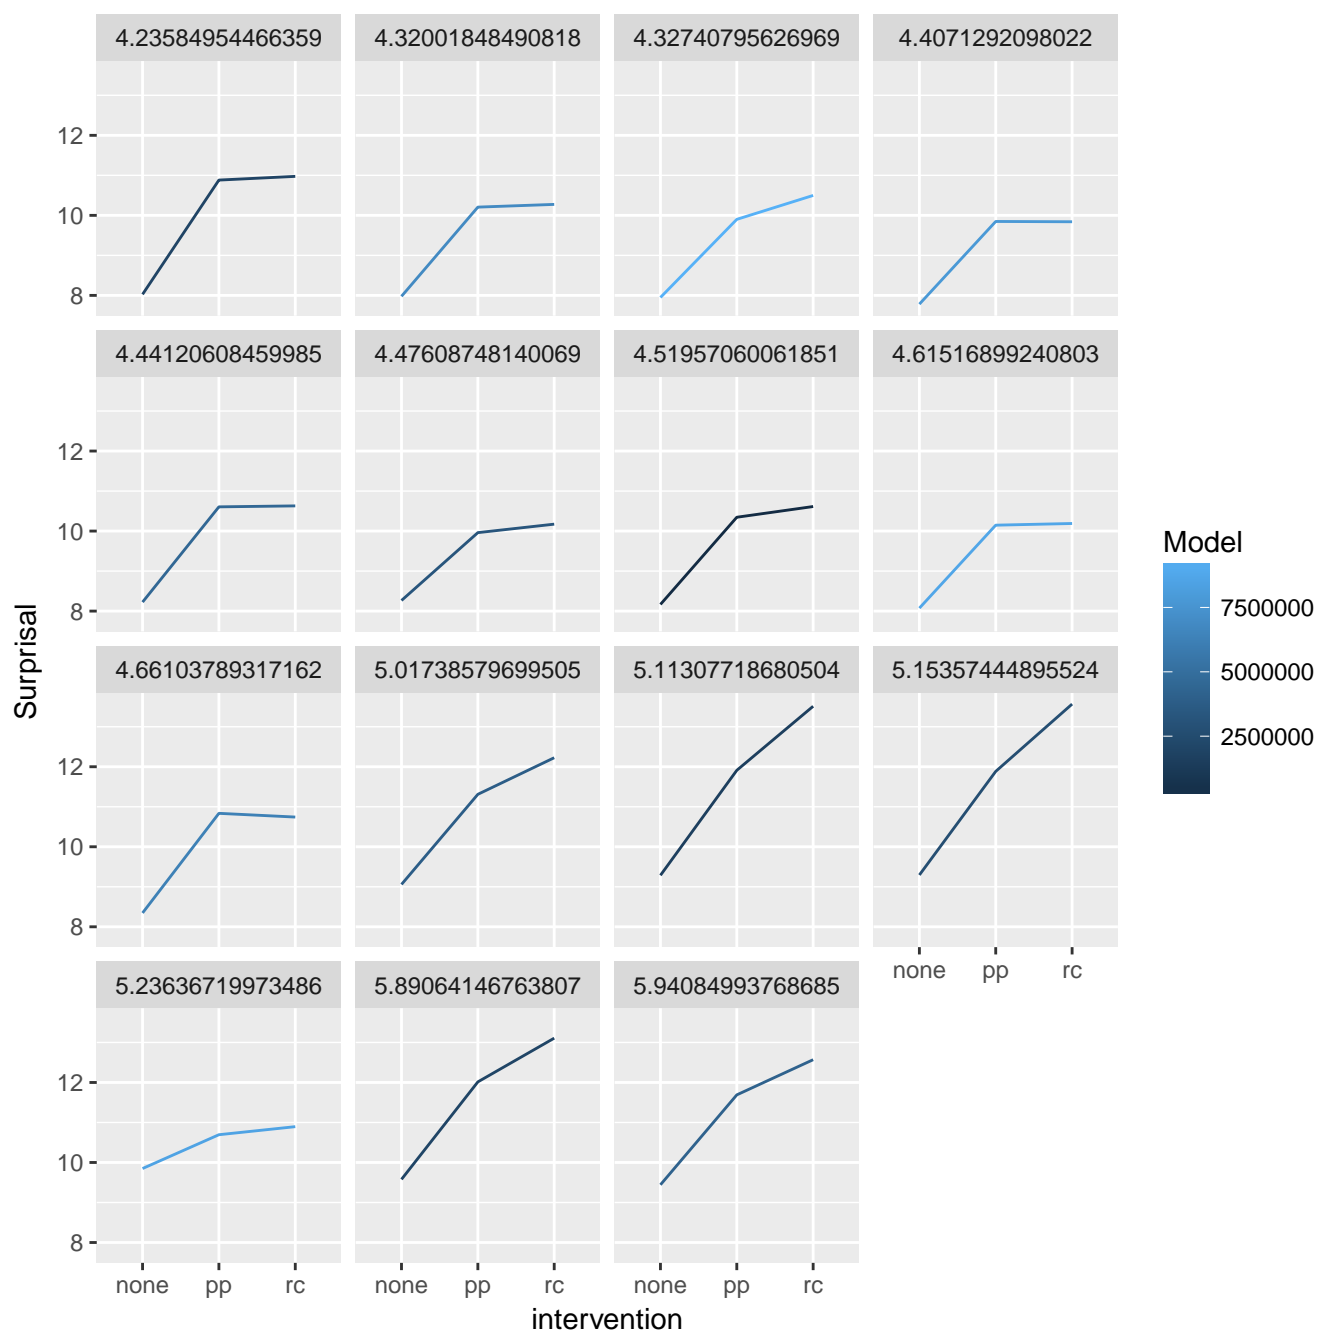 4.23584954466359 4.32001848490818 4.32740795626969 4.4071292098022
12
10
8
4.44120608459985 4.47608748140069 4.51957060061851 4.61516899240803
12
10
8
4.66103789317162 5.01738579699505 5.11307718680504 5.15357444895524
12
10
8
none pp rc
5.23636719973486 5.89064146763807 5.94084993768685
12
10
8
none pp rc none pp rc none pp rc
intervention
Surprisal
Model
7500000
5000000
2500000